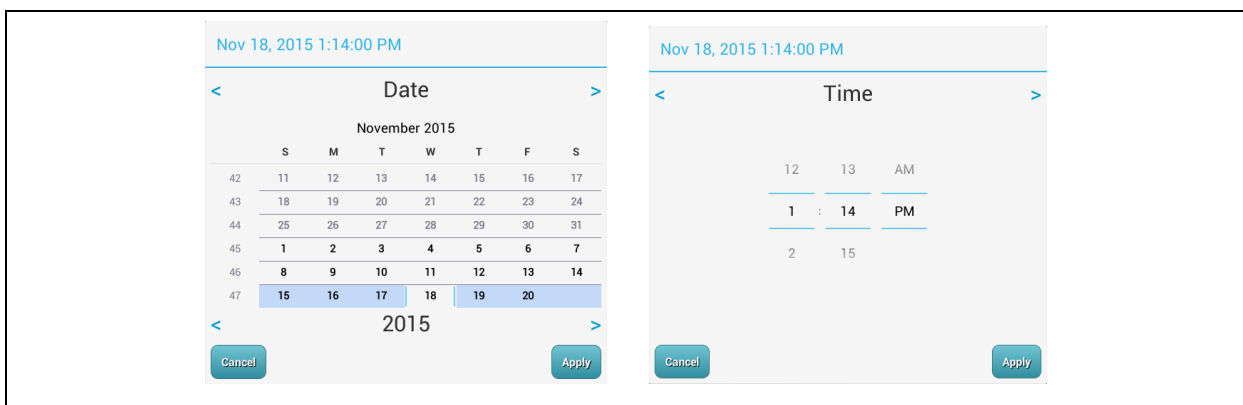 Nov 18, 2015 1:14:00 PM
< Date >
November 2015
S M T W T F S
42 11 12 13 14 15 16 17
43 18 19 20 21 22 23 24
44 25 26 27 28 29 30 31
45 1 2 3 4 5 6 7
46 8 9 10 11 12 13 14
47 15 16 17 18 19 20
< 2015 >
Cancel Apply
Nov 18, 2015 1:14:00 PM
< Time >
12 13 AM
1 : 14 PM
2 15
Cancel Apply